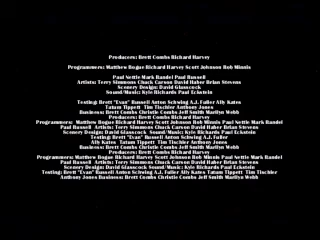 Producers: Brett Combs Richard Harvey
Programmers: Matthew Bogue Richard Harvey Scott Johnson Rob Minnis
Paul Nettle Mark Randel Paul Russell
Artists: Terry Simmons Chuck Carson David Haber Brian Stevens
Scenery Design: David Glasscock
Sound/Music: Kyle Richards Paul Eckstein
Testing: Brett "Evan" Russell Anton Schwing A.J. Fuller Ally Kates
Tatum Tippett Tim Tischler Anthony Jones
Business: Brett Combs Christie Combs Jeff Smith Marilyn Webb
Producers: Brett Combs Richard Harvey
Programmers: Matthew Bogue Richard Harvey Scott Johnson Rob Minnis Paul Nettle Mark Randel
Paul Russell Artists: Terry Simmons Chuck Carson David Haber Brian Stevens
Scenery Design: David Glasscock Sound/Music: Kyle Richards Paul Eckstein
Testing: Brett "Evan" Russell Anton Schwing A.J. Fuller
Ally Kates Tatum Tippett Tim Tischler Anthony Jones
Business: Brett Combs Christie Combs Jeff Smith Marilyn Webb
Producers: Brett Combs Richard Harvey
Programmers: Matthew Bogue Richard Harvey Scott Johnson Rob Minnis Paul Nettle Mark Randel
Paul Russell Artists: Terry Simmons Chuck Carson David Haber Brian Stevens
Scenery Design: David Glasscock Sound/Music: Kyle Richards Paul Eckstein
Testing: Brett "Evan" Russell Anton Schwing A.J. Fuller Ally Kates Tatum Tippett Tim Tischler
Anthony Jones Business: Brett Combs Christie Combs Jeff Smith Marilyn Webb